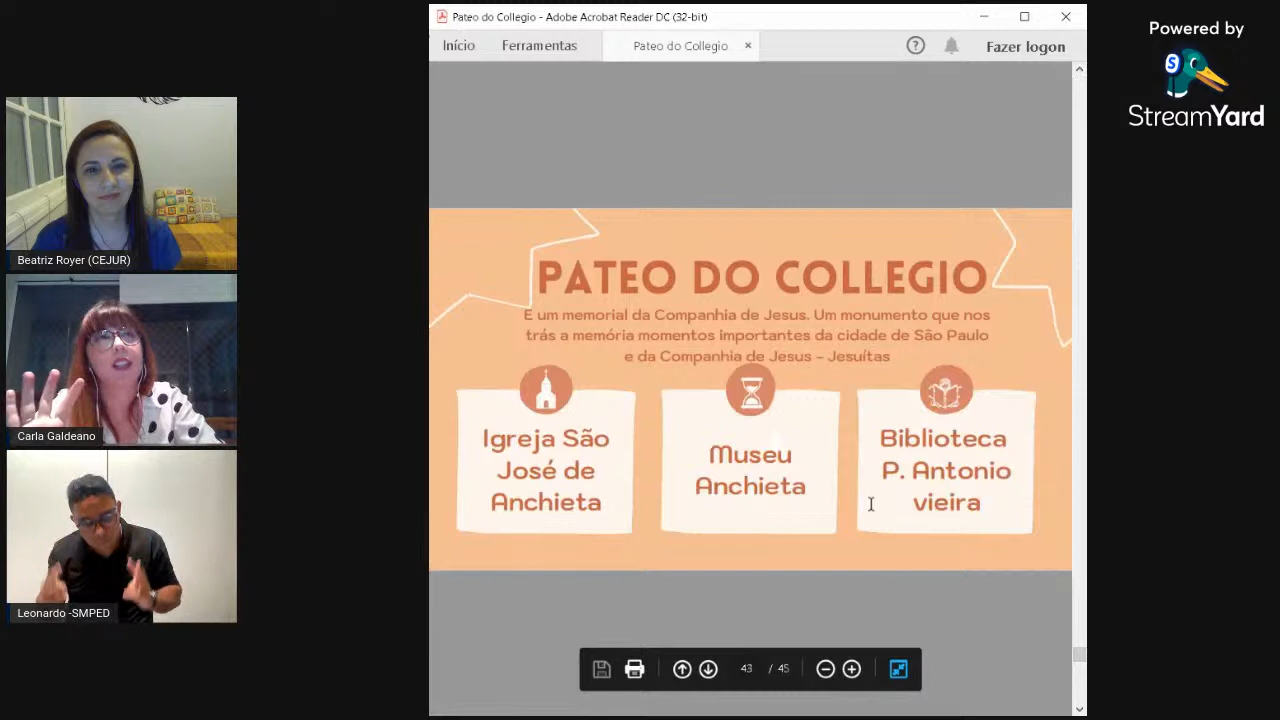 Pateo do Collegio - Adobe Acrobat Reader DC (32-bit)
Início Ferramentas Pateo do Collegio × ? Fazer logon
Powered by
S
StreamYard
Beatriz Royer (CEJUR)
Carla Galdeano
Leonardo -SMPED
PATEO DO COLLEGIO
E um memorial da Companhia de Jesus. Um monumento que nos
trás a memória momentos importantes da cidade de São Paulo
e da Companhia de Jesus - Jesuítas
Igreja São
José de
Anchieta
Museu
Anchieta
Biblioteca
P. Antonio
vieira
43 / 45